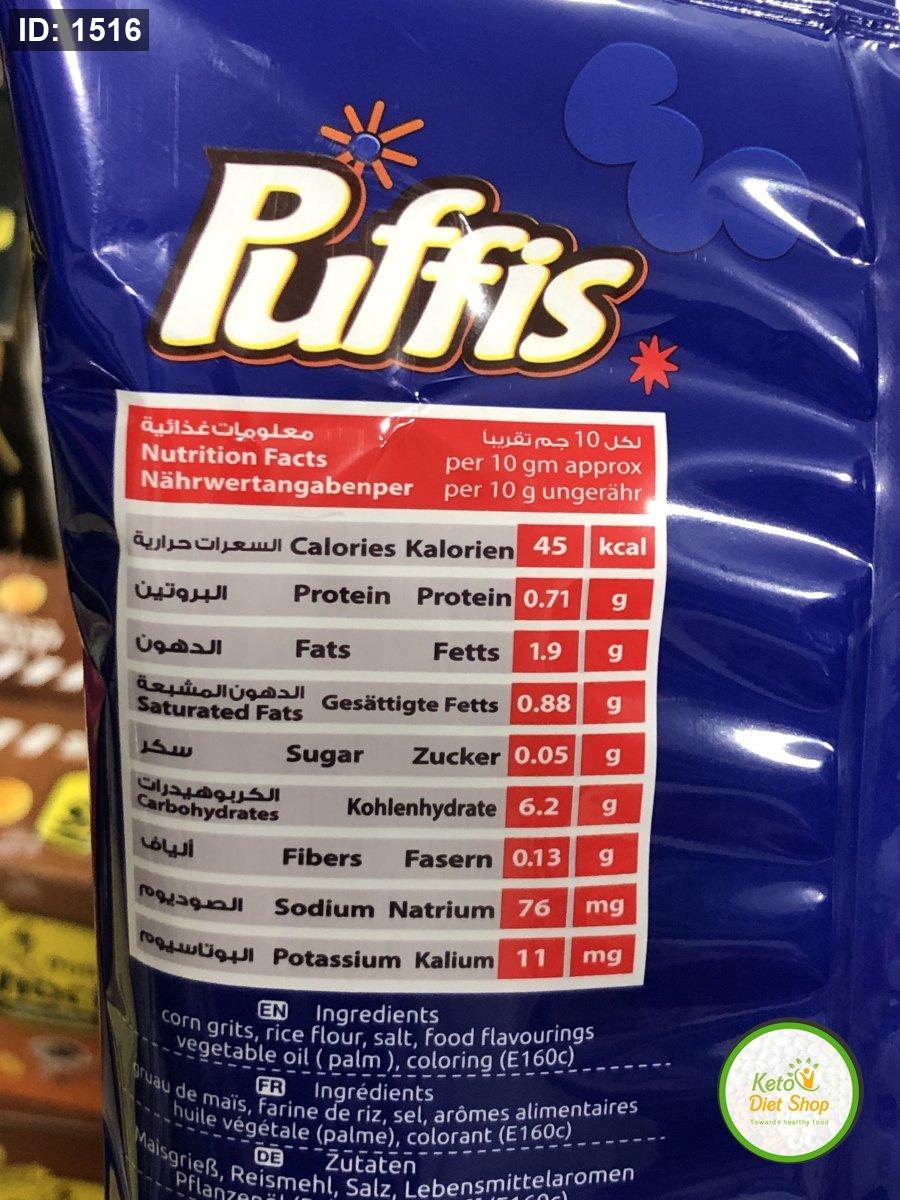 ID: 1516
Puffis
معلومات غذائية
لكل 10 جم تقريباً
Nutrition Facts
per 10 gm approx
Nährwertangabenper
per 10 g ungerähr
السعرات حرارية Calories Kalorien 45 kcal
البروتين Protein Protein 0.71 g
الدهون Fats Fetts 1.9 g
الدهون المشبعة
Saturated Fats Gesättigte Fetts 0.88 g
سكر Sugar Zucker 0.05 g
الكربوهيدرات
Carbohydrates Kohlenhydrate 6.2 g
ألياف Fibers Fasern 0.13 g
الصوديوم Sodium Natrium 76 mg
البوتاسيوم Potassium Kalium 11 mg
EN Ingredients
corn grits, rice flour, salt, food flavourings
vegetable oil ( palm ), coloring (E160c)
FR Ingrédients
de maïs, farine de riz, sel, arômes alimentaires
huile végétale (palme), colorant (E160c)
DE Zutaten
Maisgrieß, Reismehl, Salz, Lebensmittelaromen
Keto
Diet Shop
Towards healthy food